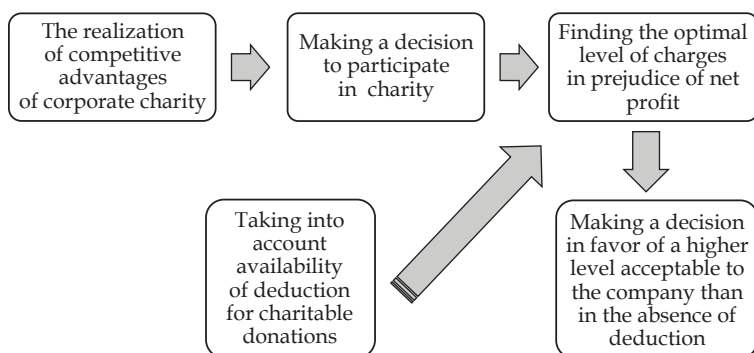 The realization
of competitive
advantages
of corporate charity
Making a decision
to participate
in charity
Finding the optimal
level of charges
in prejudice of net
profit
Taking into
account
availability
of deduction
for charitable
donations
Making a decision
in favor of a higher
level acceptable to
the company than
in the absence of
deduction